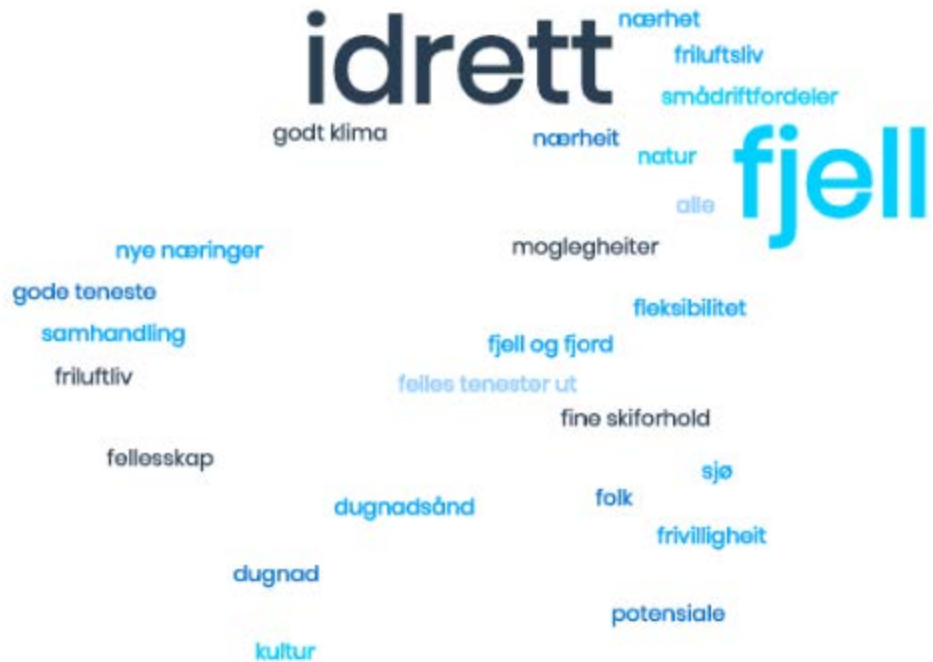 idrett
nærhet
friluftsliv
smådriftfordeler
godt klima
nærheit
natur
fjell
alle
moglegheiter
nye næringer
gode teneste
fleksibilitet
samhandling
fjell og fjord
friluftliv
felles tenester ut
fine skiforhold
fellesskap
sjø
folk
dugnadsånd
frivilligheit
dugnad
potensiale
kultur